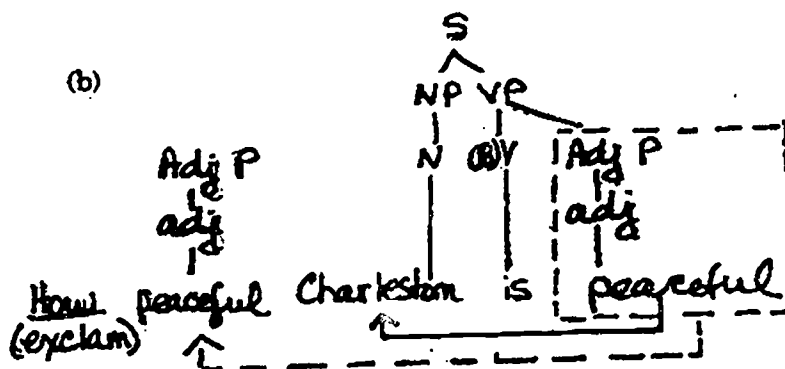 S
(b)
NP VP
N (B)V Adj P
Adj P
adj
adj
How peaceful Charleston is peaceful
(exclam)